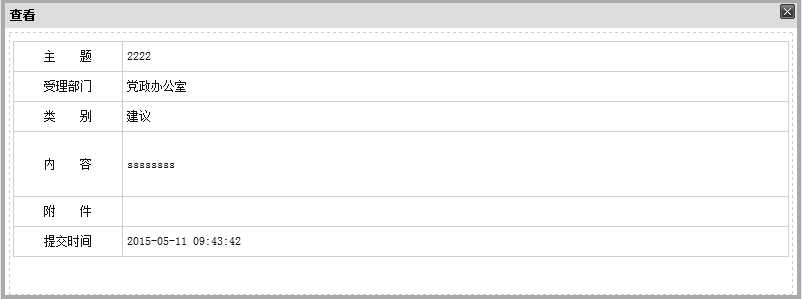 查看
主 题 2222
受理部门 党政办公室
类 别 建议
内 容 ssssssss
附 件
提交时间 2015-05-11 09:43:42